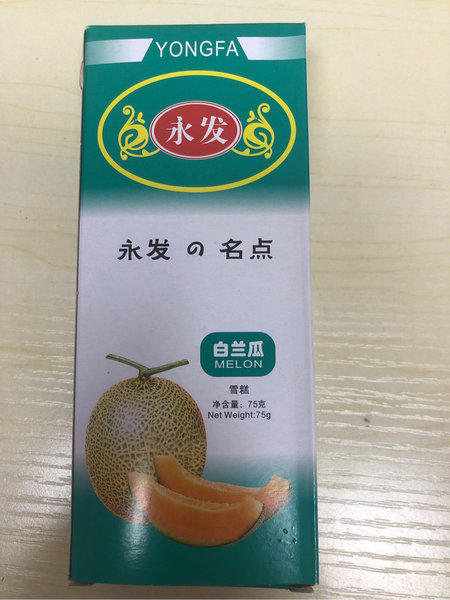 YONGFA
永发
永发の名点
白兰瓜
MELON
雪糕
净含量：75克
Net Weight:75g